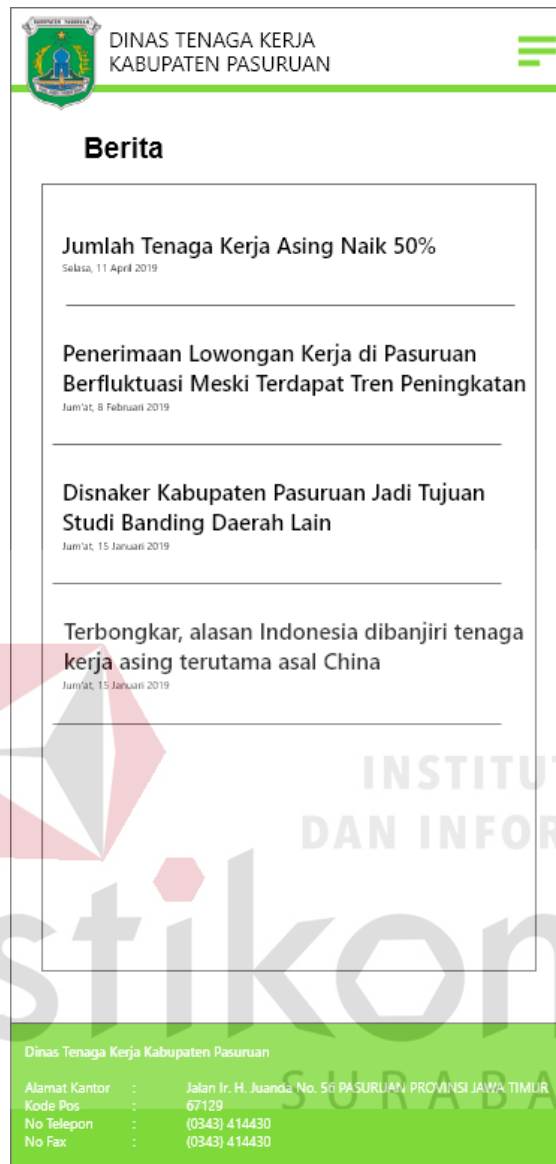 KABUPATEN PASURUAN
DINAS TENAGA KERJA
KABUPATEN PASURUAN
Berita
Jumlah Tenaga Kerja Asing Naik 50%
Selasa, 11 April 2019
Penerimaan Lowongan Kerja di Pasuruan
Berfluktuasi Meski Terdapat Tren Peningkatan
Jum'at, 8 Februari 2019
Disnaker Kabupaten Pasuruan Jadi Tujuan
Studi Banding Daerah Lain
Jum'at, 15 Januari 2019
Terbongkar, alasan Indonesia dibanjiri tenaga
kerja asing terutama asal China
Jum'at, 15 Januari 2019
INSTITUT
DAN INFOR
stikom
SURABA
Dinas Tenaga Kerja Kabupaten Pasuruan
Alamat Kantor : Jalan Ir. H. Juanda No. 56 PASURUAN PROVINSI JAWA TIMUR
Kode Pos : 67129
No Telepon : (0343) 414430
No Fax : (0343) 414430